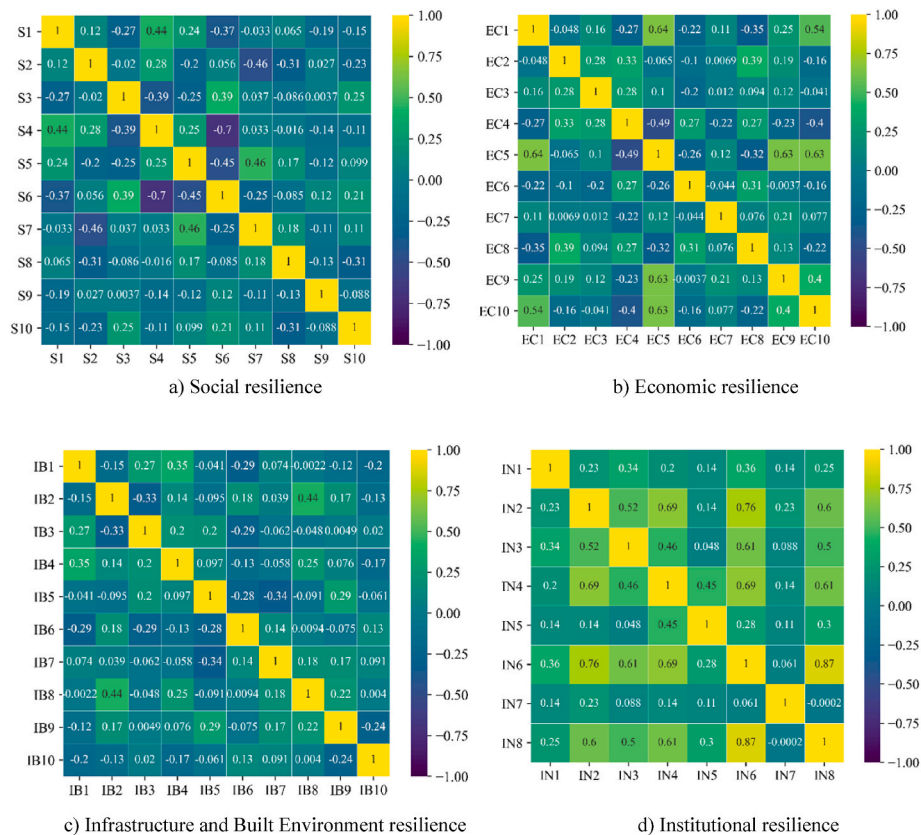 S1 1 0.12 -0.27 0.44 0.24 -0.37 -0.033 0.065 -0.19 -0.15
S2 0.12 1 -0.02 0.28 -0.2 0.056 -0.46 -0.31 0.027 -0.23
S3 -0.27 -0.02 1 -0.39 -0.25 0.39 0.037 -0.086 0.0037 0.25
S4 0.44 0.28 -0.39 1 0.25 -0.7 0.033 -0.016 -0.14 -0.11
S5 0.24 -0.2 -0.25 0.25 1 -0.45 0.46 0.17 -0.12 0.099
S6 -0.37 0.056 0.39 -0.7 -0.45 1 -0.25 -0.085 0.12 0.21
S7 -0.033 -0.46 0.037 0.033 0.46 -0.25 1 0.18 -0.11 0.11
S8 0.065 -0.31 -0.086 -0.016 0.17 -0.085 0.18 1 -0.13 -0.31
S9 -0.19 0.027 0.0037 -0.14 -0.12 0.12 -0.11 -0.13 1 -0.088
S10 -0.15 -0.23 0.25 -0.11 0.099 0.21 0.11 -0.31 -0.088 1
S1 S2 S3 S4 S5 S6 S7 S8 S9 S10
1.00
0.75
0.50
0.25
0.00
−0.25
−0.50
−0.75
−1.00
a) Social resilience
EC1 1 -0.048 0.16 -0.27 0.64 -0.22 0.11 -0.35 0.25 0.54
EC2 -0.048 1 0.28 0.33 -0.065 -0.1 0.0069 0.39 0.19 -0.16
EC3 0.16 0.28 1 0.28 0.1 -0.2 0.012 0.094 0.12 -0.041
EC4 -0.27 0.33 0.28 1 -0.49 0.27 -0.22 0.27 -0.23 -0.4
EC5 0.64 -0.065 0.1 -0.49 1 -0.26 0.12 -0.32 0.63 0.63
EC6 -0.22 -0.1 -0.2 0.27 -0.26 1 -0.044 0.31 -0.0037 -0.16
EC7 0.11 0.0069 0.012 -0.22 0.12 -0.044 1 0.076 0.21 0.077
EC8 -0.35 0.39 0.094 0.27 -0.32 0.31 0.076 1 0.13 -0.22
EC9 0.25 0.19 0.12 -0.23 0.63 -0.0037 0.21 0.13 1 0.4
EC10 0.54 -0.16 -0.041 -0.4 0.63 -0.16 0.077 -0.22 0.4 1
EC1 EC2 EC3 EC4 EC5 EC6 EC7 EC8 EC9 EC10
1.00
0.75
0.50
0.25
0.00
−0.25
−0.50
−0.75
−1.00
b) Economic resilience
IB1 1 -0.15 0.27 0.35 -0.041 -0.29 0.074 -0.0022 -0.12 -0.2
IB2 -0.15 1 -0.33 0.14 -0.095 0.18 0.039 0.44 0.17 -0.13
IB3 0.27 -0.33 1 0.2 0.2 -0.29 -0.062 -0.048 0.0049 0.02
IB4 0.35 0.14 0.2 1 0.097 -0.13 -0.058 0.25 0.076 -0.17
IB5 -0.041 -0.095 0.2 0.097 1 -0.28 -0.34 -0.091 0.29 -0.061
IB6 -0.29 0.18 -0.29 -0.13 -0.28 1 0.14 0.0094 -0.075 0.13
IB7 0.074 0.039 -0.062 -0.058 -0.34 0.14 1 0.18 0.17 0.091
IB8 -0.0022 0.44 -0.048 0.25 -0.091 0.0094 0.18 1 0.22 0.004
IB9 -0.12 0.17 0.0049 0.076 0.29 -0.075 0.17 0.22 1 -0.24
IB10 -0.2 -0.13 0.02 -0.17 -0.061 0.13 0.091 0.004 -0.24 1
IB1 IB2 IB3 IB4 IB5 IB6 IB7 IB8 IB9 IB10
1.00
0.75
0.50
0.25
0.00
−0.25
−0.50
−0.75
−1.00
c) Infrastructure and Built Environment resilience
IN1 1 0.23 0.34 0.2 0.14 0.36 0.14 0.25
IN2 0.23 1 0.52 0.69 0.14 0.76 0.23 0.6
IN3 0.34 0.52 1 0.46 0.048 0.61 0.088 0.5
IN4 0.2 0.69 0.46 1 0.45 0.69 0.14 0.61
IN5 0.14 0.14 0.048 0.45 1 0.28 0.11 0.3
IN6 0.36 0.76 0.61 0.69 0.28 1 0.061 0.87
IN7 0.14 0.23 0.088 0.14 0.11 0.061 1 -0.0002
IN8 0.25 0.6 0.5 0.61 0.3 0.87 -0.0002 1
IN1 IN2 IN3 IN4 IN5 IN6 IN7 IN8
1.00
0.75
0.50
0.25
0.00
−0.25
−0.50
−0.75
−1.00
d) Institutional resilience